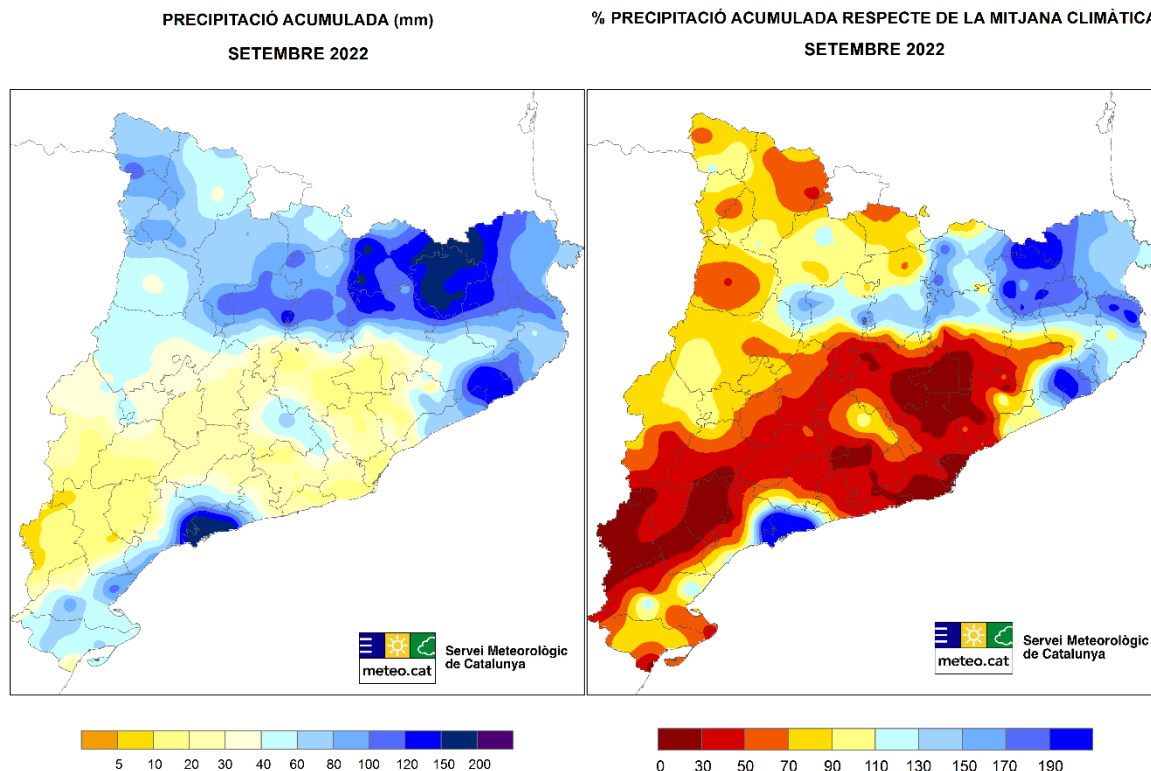 PRECIPITACIÓ ACUMULADA (mm)
SETEMBRE 2022
% PRECIPITACIÓ ACUMULADA RESPECTE DE LA MITJANA CLIMÀTICA
SETEMBRE 2022
meteo.cat
Servei Meteorològic
de Catalunya
meteo.cat
Servei Meteorològic
de Catalunya
5 10 20 30 40 60 80 100 120 150 200
0 30 50 70 90 110 130 150 170 190